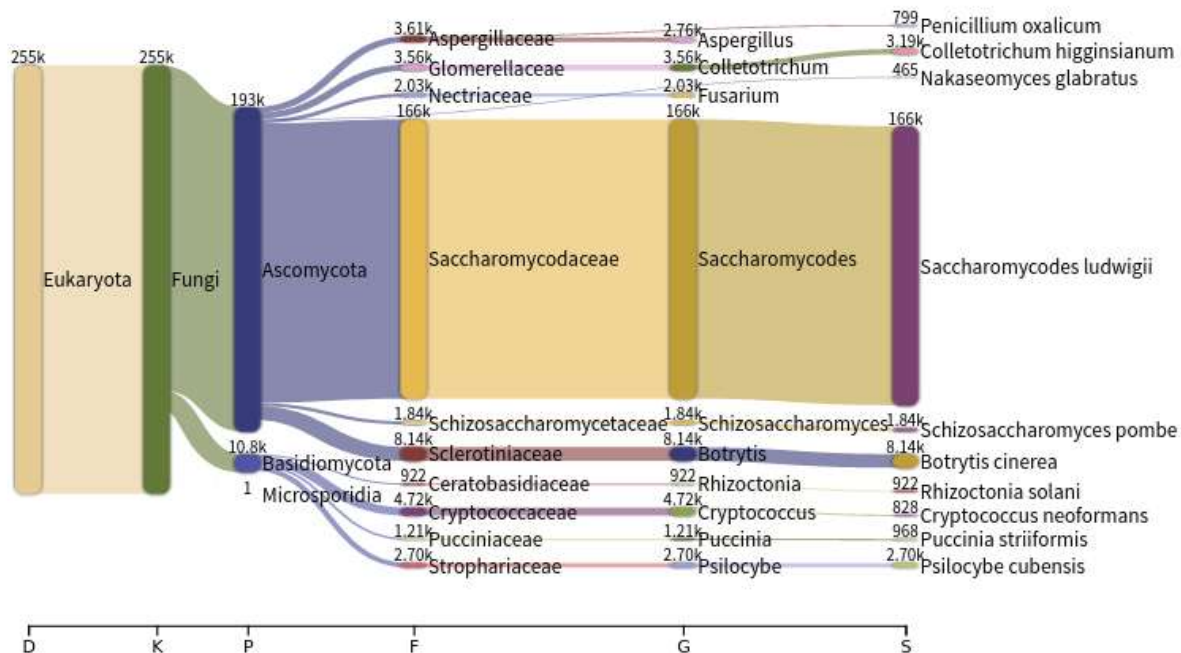 3.61k Aspergillaceae 2.76k Aspergillus 799 Penicillium oxalicum
3.19k Colletotrichum higginsianum
255k 255k 3.56k Glomerellaceae 3.56k Colletotrichum 465 Nakaseomyces glabratus
2.03k Nectriaceae 2.03k Fusarium
193k 166k 166k 166k
Eukaryota Fungi Ascomycota Saccharomycodaceae Saccharomycodes Saccharomycodes ludwigii
1.84k Schizosaccharomycetaceae 1.84k Schizosaccharomyces 1.84k Schizosaccharomyces pombe
10.8k Basidiomycota 8.14k Sclerotiniaceae 8.14k Botrytis 8.14k Botrytis cinerea
1 Microsporidia 922 Ceratobasidiaceae 922 Rhizoctonia 922 Rhizoctonia solani
4.72k Cryptococcaceae 4.72k Cryptococcus 828 Cryptococcus neoformans
1.21k Pucciniaceae 1.21k Puccinia 968 Puccinia striiformis
2.70k Strophariaceae 2.70k Psilocybe 2.70k Psilocybe cubensis
D K P F G S